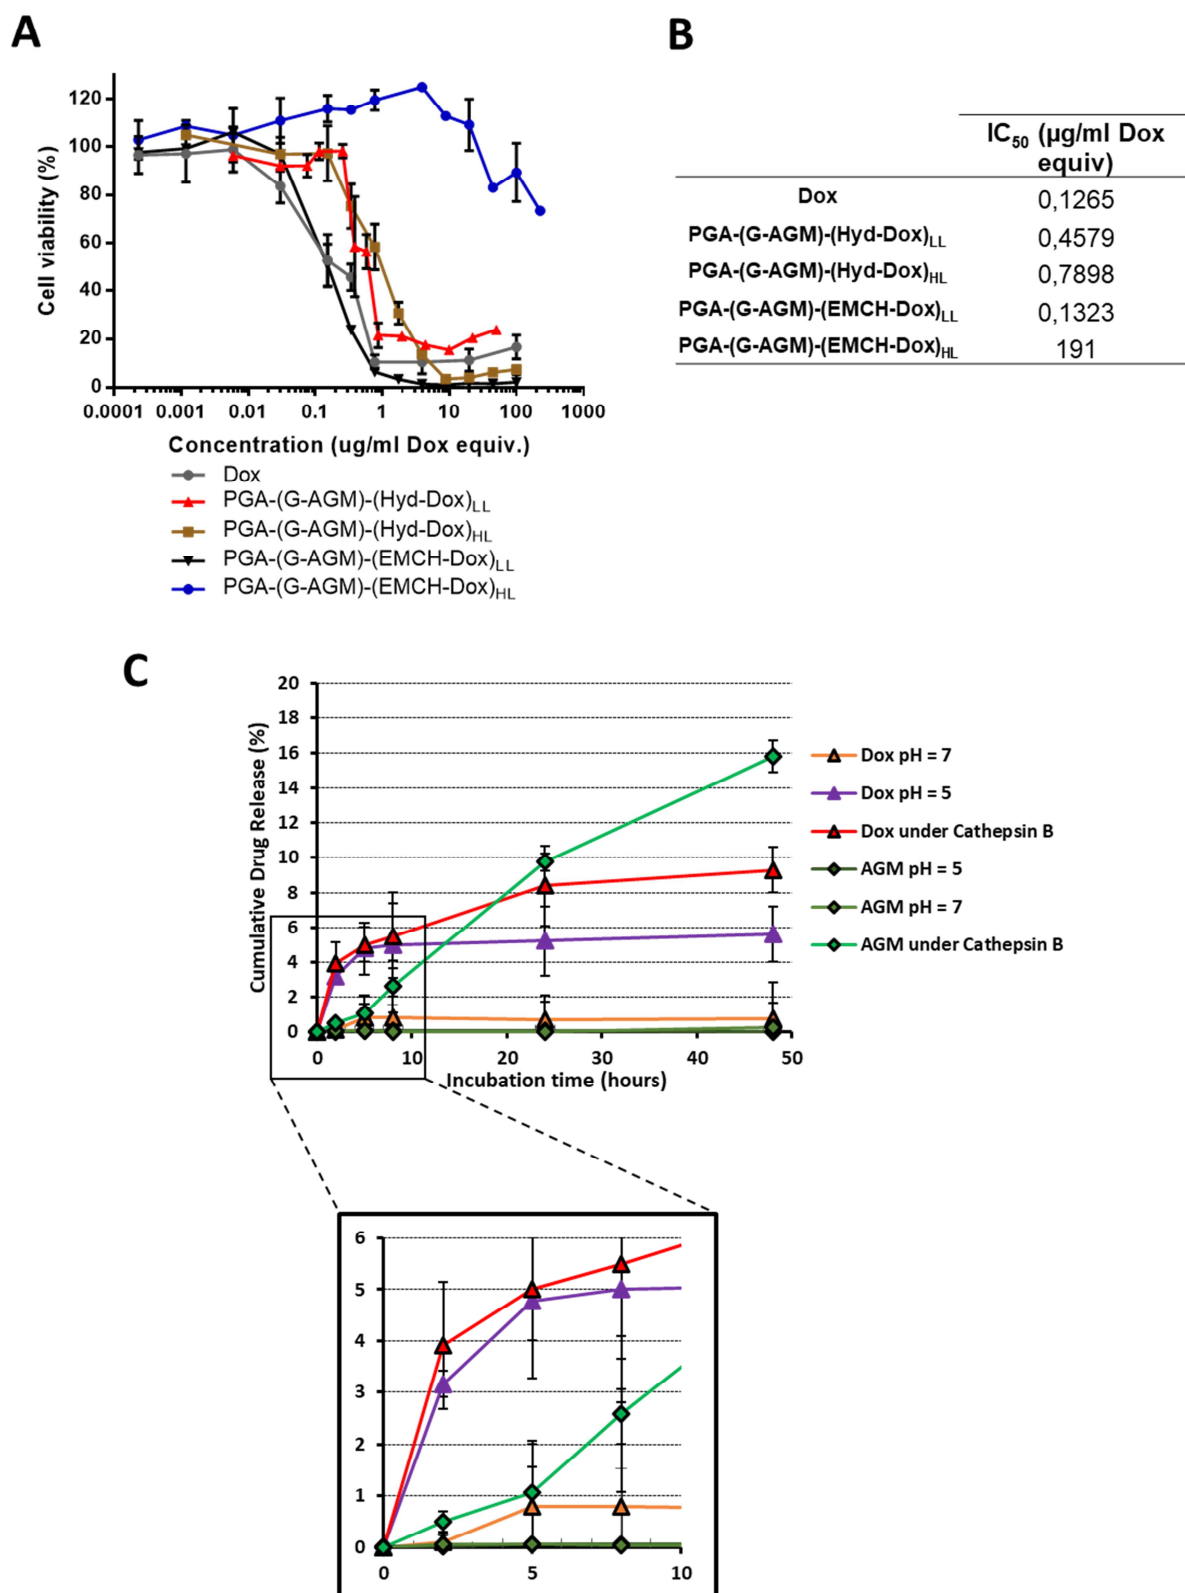 A
B
120
100
80
60
40
20
0
Cell viability (%)
0.0001 0.001 0.01 0.1 1 10 100 1000
Concentration (ug/ml Dox equiv.)
Dox
PGA-(G-AGM)-(Hyd-Dox)LL
PGA-(G-AGM)-(Hyd-Dox)HL
PGA-(G-AGM)-(EMCH-Dox)LL
PGA-(G-AGM)-(EMCH-Dox)HL
IC50 (µg/ml Dox
equiv)
Dox 0,1265
PGA-(G-AGM)-(Hyd-Dox)LL 0,4579
PGA-(G-AGM)-(Hyd-Dox)HL 0,7898
PGA-(G-AGM)-(EMCH-Dox)LL 0,1323
PGA-(G-AGM)-(EMCH-Dox)HL 191
C
20
18
16
14
12
10
8
6
4
2
0
Cumulative Drug Release (%)
0 10 20 30 40 50
Incubation time (hours)
Dox pH = 7
Dox pH = 5
Dox under Cathepsin B
AGM pH = 5
AGM pH = 7
AGM under Cathepsin B
6
5
4
3
2
1
0
0 5 10